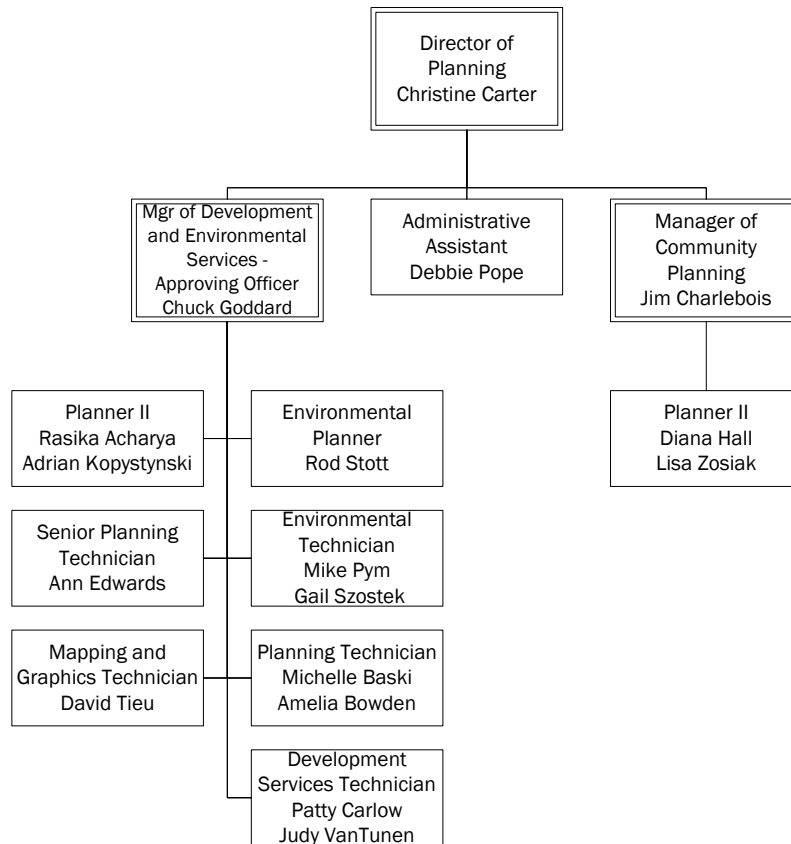 Director of
Planning
Christine Carter
Mgr of Development
and Environmental
Services -
Approving Officer
Chuck Goddard
Administrative
Assistant
Debbie Pope
Manager of
Community
Planning
Jim Charlebois
Planner II
Rasika Acharya
Adrian Kopystynski
Environmental
Planner
Rod Stott
Planner II
Diana Hall
Lisa Zosiak
Senior Planning
Technician
Ann Edwards
Environmental
Technician
Mike Pym
Gail Szostek
Mapping and
Graphics Technician
David Tieu
Planning Technician
Michelle Baski
Amelia Bowden
Development
Services Technician
Patty Carlow
Judy VanTunen